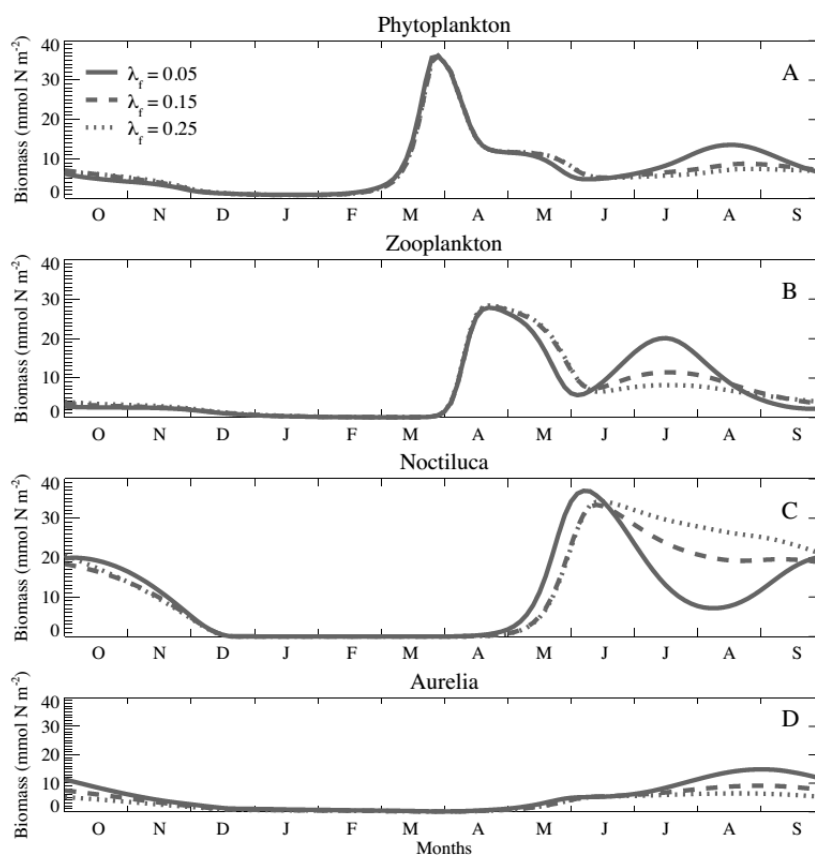 Phytoplankton
Biomass (mmol N m⁻²)
40
30
20
10
0
λf = 0.05
λf = 0.15
λf = 0.25
A
O N D J F M A M J J A S
Zooplankton
Biomass (mmol N m⁻²)
40
30
20
10
0
B
O N D J F M A M J J A S
Noctiluca
Biomass (mmol N m⁻²)
40
30
20
10
0
C
O N D J F M A M J J A S
Aurelia
Biomass (mmol N m⁻²)
40
30
20
10
0
D
O N D J F M A M J J A S
Months